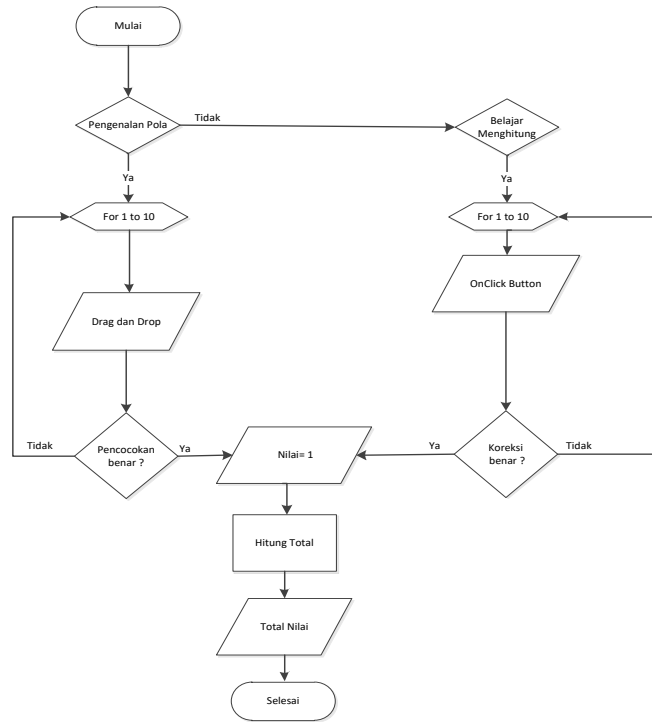 Mulai
Pengenalan Pola
Tidak
Belajar
Menghitung
Ya
Ya
For 1 to 10
For 1 to 10
OnClick Button
Drag dan Drop
Tidak
Pencocokan
benar ?
Ya
Nilai= 1
Ya
Koreksi
benar ?
Tidak
Hitung Total
Total Nilai
Selesai